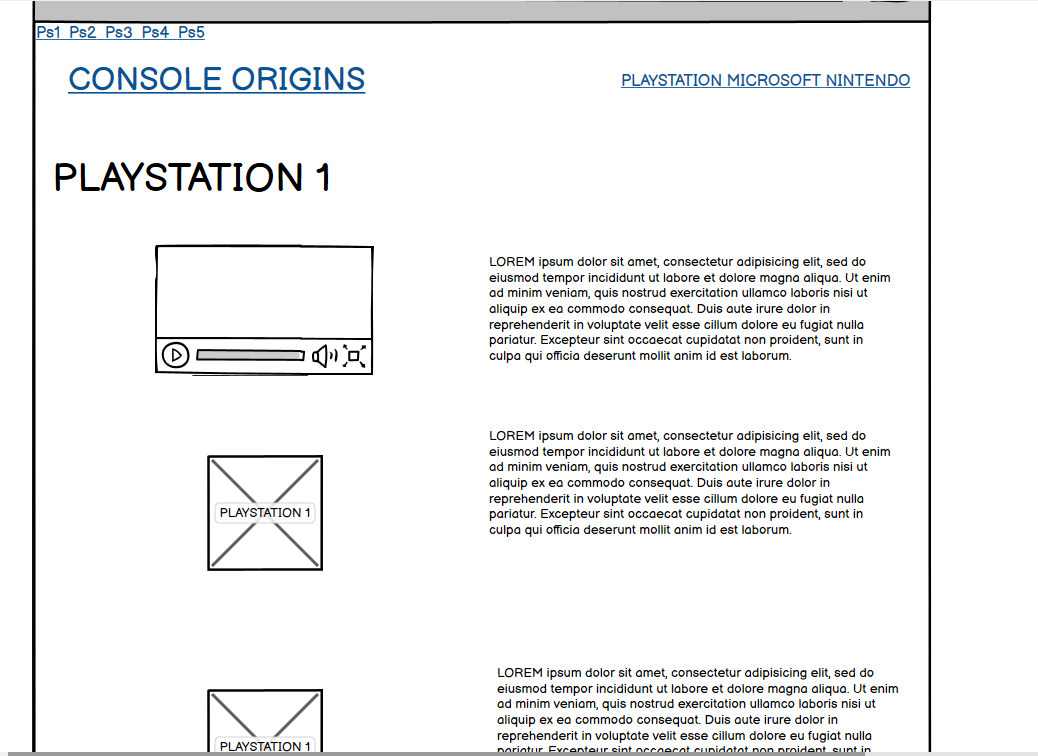 Ps1 Ps2 Ps3 Ps4 Ps5
CONSOLE ORIGINS
PLAYSTATION MICROSOFT NINTENDO
PLAYSTATION 1
LOREM ipsum dolor sit amet, consectetur adipisicing elit, sed do
eiusmod tempor incididunt ut labore et dolore magna aliqua. Ut enim
ad minim veniam, quis nostrud exercitation ullamco laboris nisi ut
aliquip ex ea commodo consequat. Duis aute irure dolor in
reprehenderit in voluptate velit esse cillum dolore eu fugiat nulla
pariatur. Excepteur sint occaecat cupidatat non proident, sunt in
culpa qui officia deserunt mollit anim id est laborum.
PLAYSTATION 1
LOREM ipsum dolor sit amet, consectetur adipisicing elit, sed do
eiusmod tempor incididunt ut labore et dolore magna aliqua. Ut enim
ad minim veniam, quis nostrud exercitation ullamco laboris nisi ut
aliquip ex ea commodo consequat. Duis aute irure dolor in
reprehenderit in voluptate velit esse cillum dolore eu fugiat nulla
pariatur. Excepteur sint occaecat cupidatat non proident, sunt in
culpa qui officia deserunt mollit anim id est laborum.
PLAYSTATION 1
LOREM ipsum dolor sit amet, consectetur adipisicing elit, sed do
eiusmod tempor incididunt ut labore et dolore magna aliqua. Ut enim
ad minim veniam, quis nostrud exercitation ullamco laboris nisi ut
aliquip ex ea commodo consequat. Duis aute irure dolor in
reprehenderit in voluptate velit esse cillum dolore eu fugiat nulla
pariatur. Excepteur sint occaecat cupidatat non proident, sunt in